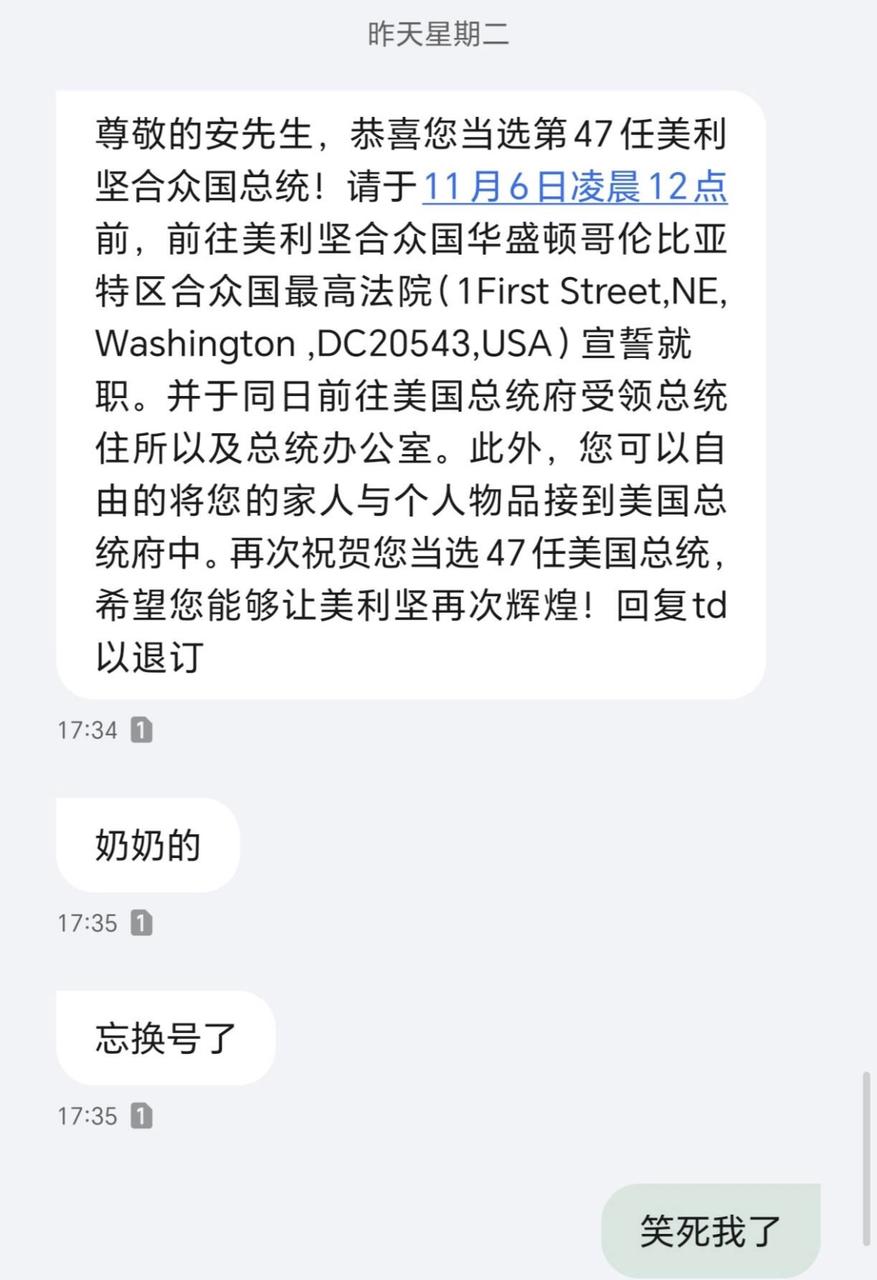 昨天星期二
尊敬的安先生，恭喜您当选第47任美利
坚合众国总统！请于11月6日凌晨12点
前，前往美利坚合众国华盛顿哥伦比亚
特区合众国最高法院(1First Street,NE,
Washington ,DC20543,USA)宣誓就
职。并于同日前往美国总统府受领总统
住所以及总统办公室。此外，您可以自
由的将您的家人与个人物品接到美国总
统府中。再次祝贺您当选47任美国总统，
希望您能够让美利坚再次辉煌！回复td
以退订
17:34 1
奶奶的
17:35 1
忘换号了
17:35 1
笑死我了